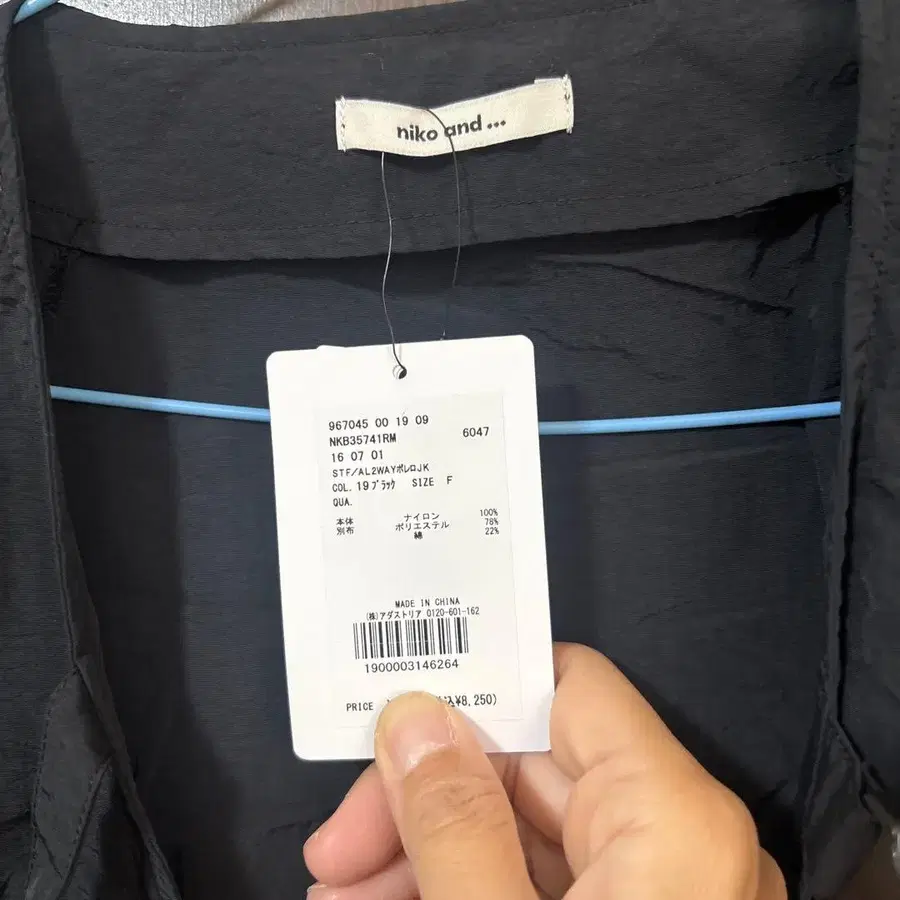 niko and ...
967045 00 19 09
NKB35741RM 6047
16 07 01
STF/AL2WAYボレロJK
COL. 19 ブラック SIZE F
QUA.
本体 ナイロン 100%
別布 ポリエステル 78%
綿 22%
MADE IN CHINA
(株)アダストリア 0120-601-162
1900003146264
PRICE 込¥8,250)